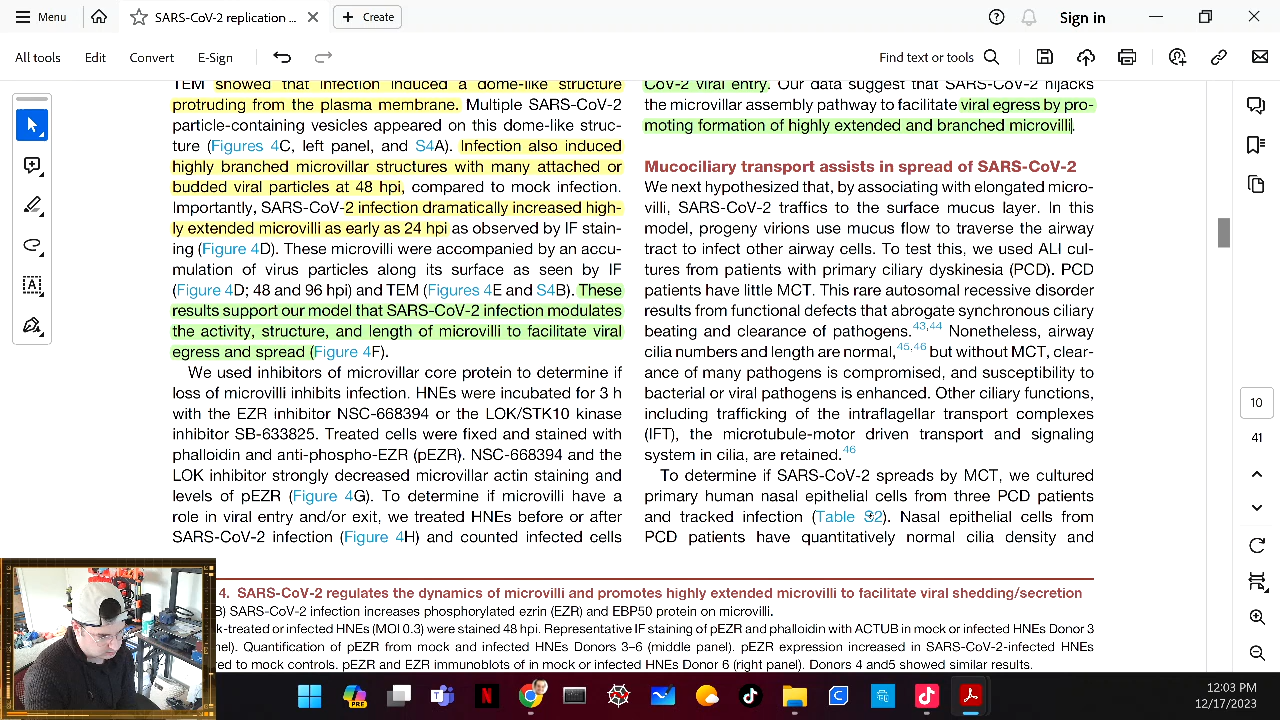 Menu
SARS-CoV-2 replication ...
Create
Sign in
All tools
Edit
Convert
E-Sign
Find text or tools
TEM showed that infection induced a dome-like structure
protruding from the plasma membrane. Multiple SARS-CoV-2
particle-containing vesicles appeared on this dome-like struc-
ture (Figures 4C, left panel, and S4A). Infection also induced
highly branched microvillar structures with many attached or
budded viral particles at 48 hpi, compared to mock infection.
Importantly, SARS-CoV-2 infection dramatically increased high-
ly extended microvilli as early as 24 hpi as observed by IF stain-
ing (Figure 4D). These microvilli were accompanied by an accu-
mulation of virus particles along its surface as seen by IF
(Figure 4D; 48 and 96 hpi) and TEM (Figures 4E and S4B). These
results support our model that SARS-CoV-2 infection modulates
the activity, structure, and length of microvilli to facilitate viral
egress and spread (Figure 4F).
We used inhibitors of microvillar core protein to determine if
loss of microvilli inhibits infection. HNEs were incubated for 3 h
with the EZR inhibitor NSC-668394 or the LOK/STK10 kinase
inhibitor SB-633825. Treated cells were fixed and stained with
phalloidin and anti-phospho-EZR (pEZR). NSC-668394 and the
LOK inhibitor strongly decreased microvillar actin staining and
levels of pEZR (Figure 4G). To determine if microvilli have a
role in viral entry and/or exit, we treated HNEs before or after
SARS-CoV-2 infection (Figure 4H) and counted infected cells
CoV-2 viral entry. Our data suggest that SARS-CoV-2 hijacks
the microvillar assembly pathway to facilitate viral egress by pro-
moting formation of highly extended and branched microvilli.
Mucociliary transport assists in spread of SARS-CoV-2
We next hypothesized that, by associating with elongated micro-
villi, SARS-CoV-2 traffics to the surface mucus layer. In this
model, progeny virions use mucus flow to traverse the airway
tract to infect other airway cells. To test this, we used ALI cul-
tures from patients with primary ciliary dyskinesia (PCD). PCD
patients have little MCT. This rare autosomal recessive disorder
results from functional defects that abrogate synchronous ciliary
beating and clearance of pathogens.43,44 Nonetheless, airway
cilia numbers and length are normal,45,46 but without MCT, clear-
ance of many pathogens is compromised, and susceptibility to
bacterial or viral pathogens is enhanced. Other ciliary functions,
including trafficking of the intraflagellar transport complexes
(IFT), the microtubule-motor driven transport and signaling
system in cilia, are retained.46
To determine if SARS-CoV-2 spreads by MCT, we cultured
primary human nasal epithelial cells from three PCD patients
and tracked infection (Table S2). Nasal epithelial cells from
PCD patients have quantitatively normal cilia density and
4. SARS-CoV-2 regulates the dynamics of microvilli and promotes highly extended microvilli to facilitate viral shedding/secretion
) SARS-CoV-2 infection increases phosphorylated ezrin (EZR) and EBP50 protein on microvilli.
k-treated or infected HNEs (MOI 0.3) were stained 48 hpi. Representative IF staining of pEZR and phalloidin with ACTUB in mock or infected HNEs Donor 3
nel). Quantification of pEZR from mock and infected HNEs Donors 3–6 (middle panel). pEZR expression increased in SARS-CoV-2-infected HNEs
red to mock controls. pEZR and EZR immunoblots of in mock or infected HNEs Donor 6 (right panel). Donors 4 and5 showed similar results.
10
41
PRE
12:03 PM
12/17/2023